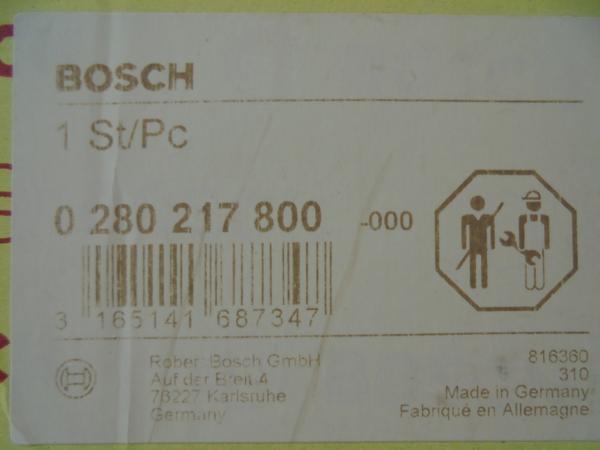 BOSCH
1 St/Pc
0 280 217 800 -000
3 165141 687347
Robert Bosch GmbH
Auf der Breit 4
76227 Karlsruhe
Germany
816360
310
Made in Germany
Fabriqué en Allemagne